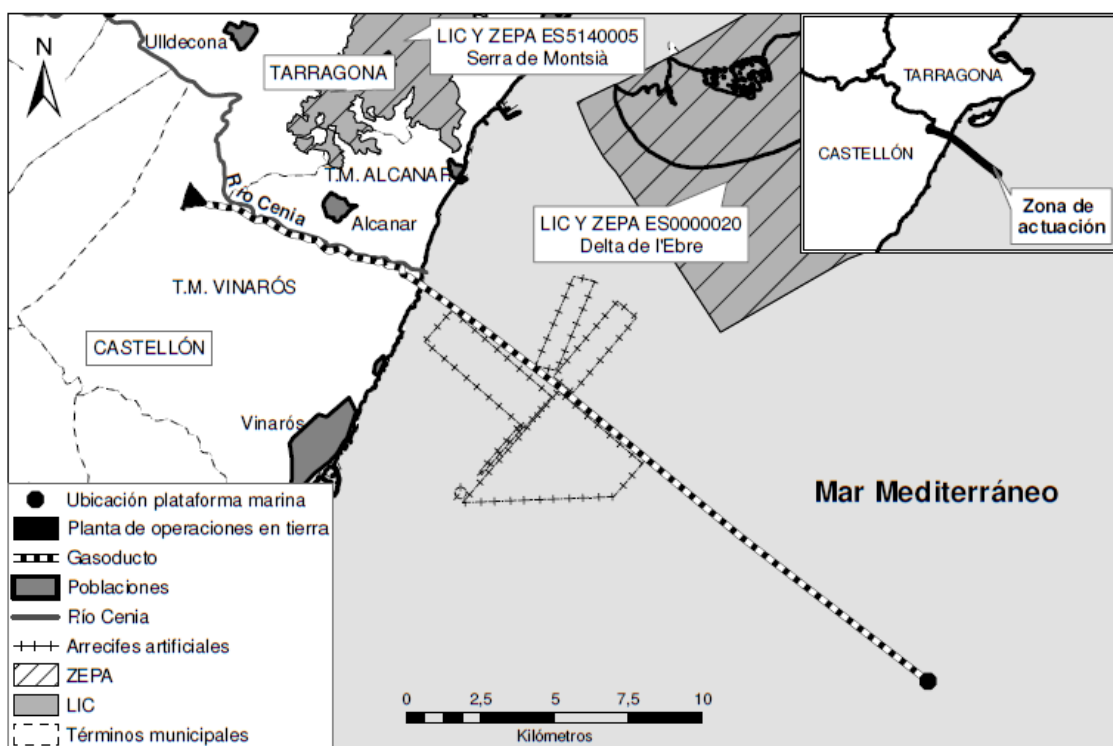 N
Ulldecona
LIC Y ZEPA ES5140005
Serra de Montsià
TARRAGONA
T.M. ALCANAR
Río Cenia
Alcanar
LIC Y ZEPA ES0000020
Delta de l'Ebre
TARRAGONA
CASTELLÓN
Zona de
actuación
T.M. VINARÓS
CASTELLÓN
Vinarós
Mar Mediterráneo
Ubicación plataforma marina
Planta de operaciones en tierra
Gasoducto
Poblaciones
Río Cenia
Arrecifes artificiales
ZEPA
LIC
Términos municipales
0 2,5 5 7,5 10
Kilómetros